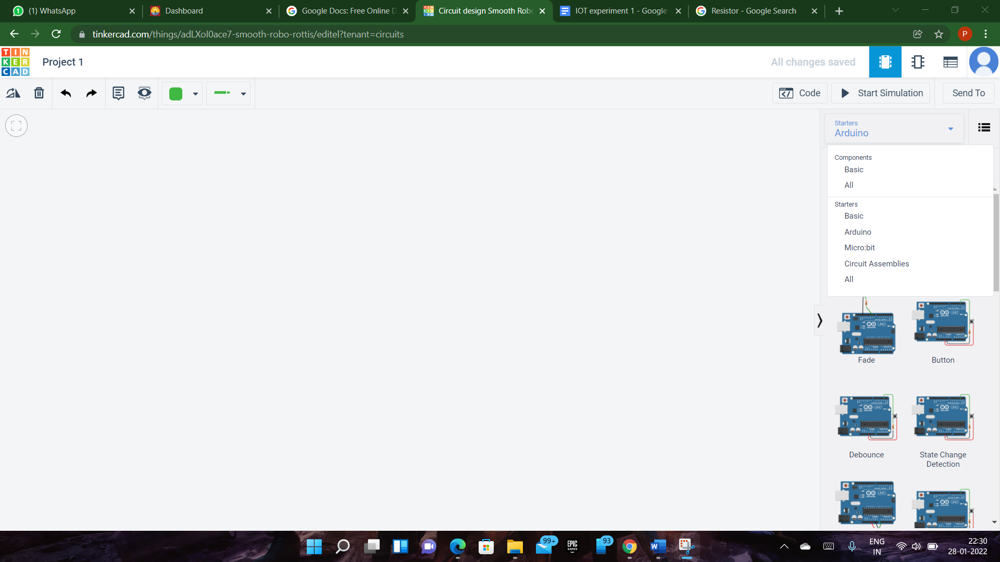 (1) WhatsApp
Dashboard
Google Docs: Free Online D
Circuit design Smooth Rob
IOT experiment 1 - Google
Resistor - Google Search
tinkercad.com/things/adLXoI0ace7-smooth-robo-rottis/editel?tenant=circuits
P
TIN
KER
CAD
Project 1
All changes saved
Code
Start Simulation
Send To
Starters
Arduino
Components
Basic
All
Starters
Basic
Arduino
Micro:bit
Circuit Assemblies
All
Fade
Button
Debounce
State Change
Detection
99+
EPIC
GAMES
93
ENG
IN
22:30
28-01-2022